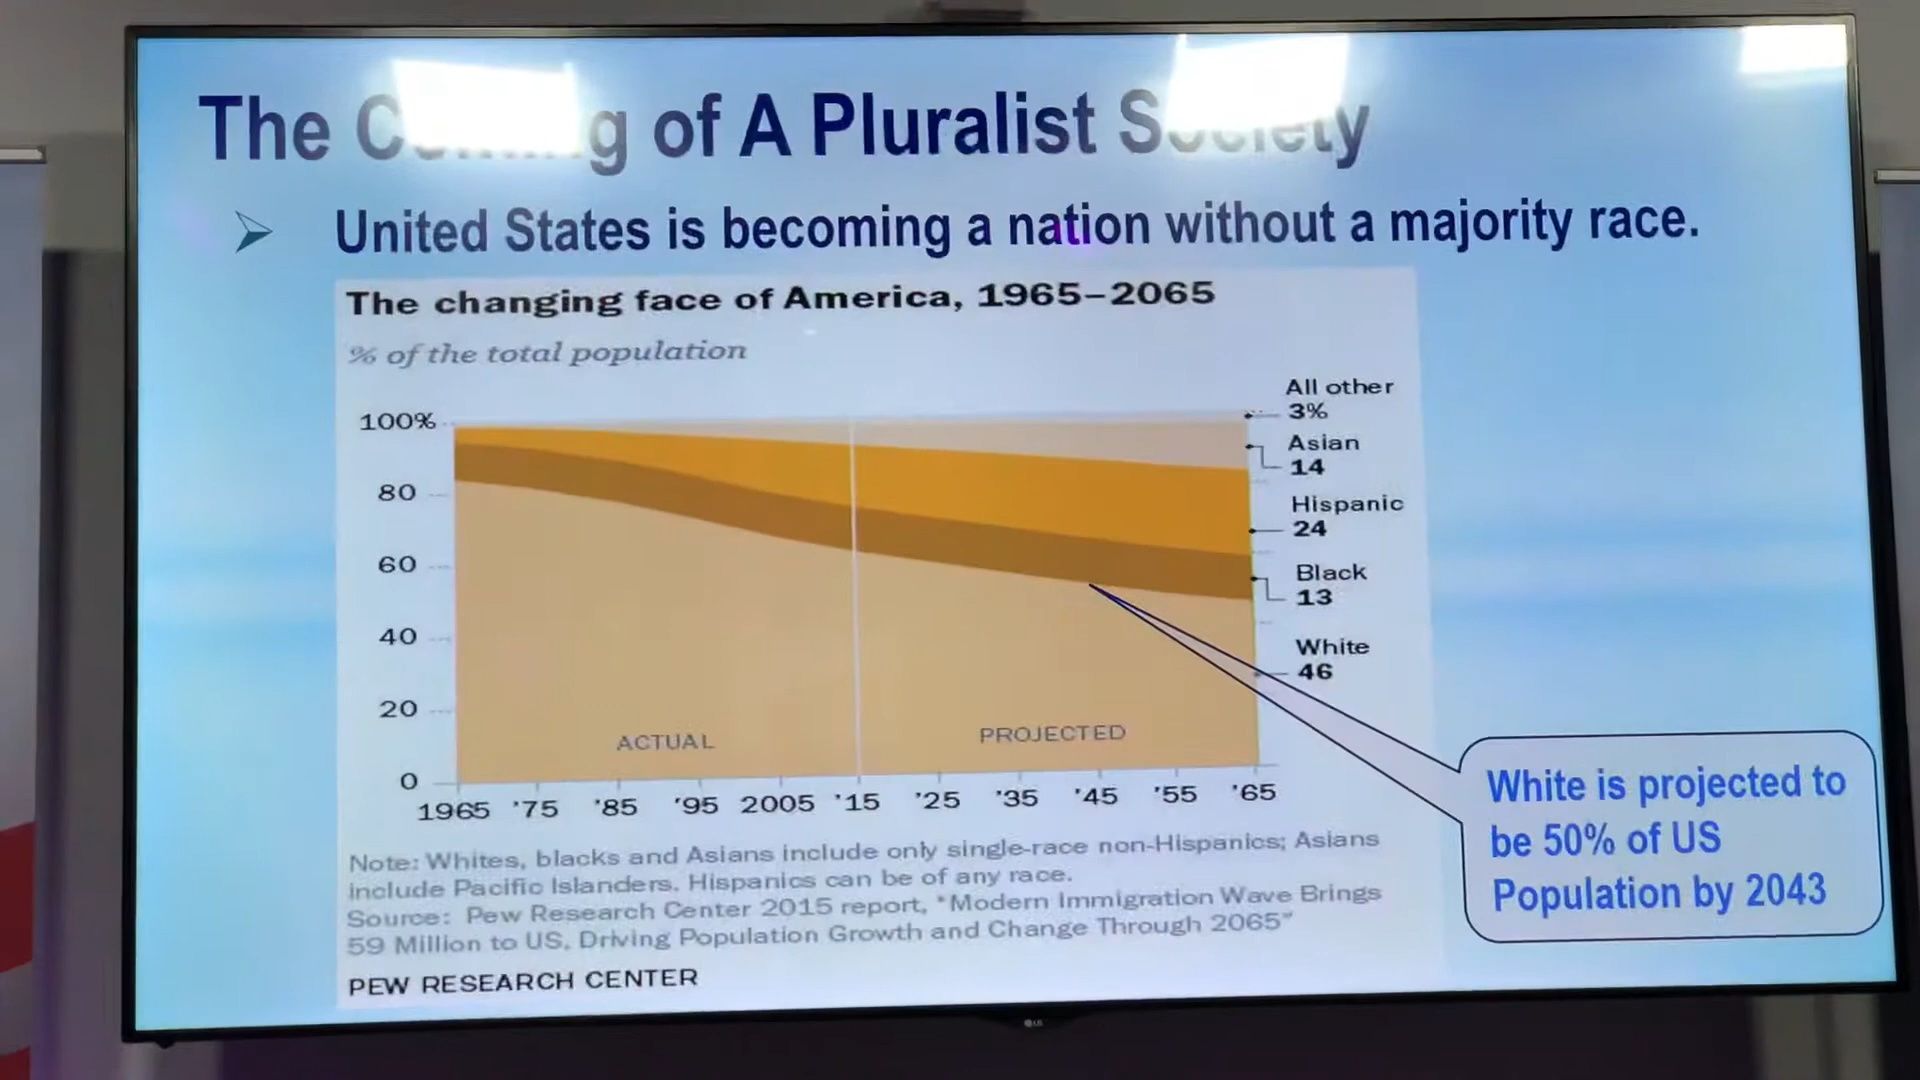 The Coming of A Pluralist Society
United States is becoming a nation without a majority race.
The changing face of America, 1965–2065
% of the total population
100%
80
60
40
20
0
ACTUAL
PROJECTED
1965 '75 '85 '95 2005 '15 '25 '35 '45 '55 '65
All other
3%
Asian
14
Hispanic
24
Black
13
White
46
White is projected to
be 50% of US
Population by 2043
Note: Whites, blacks and Asians include only single-race non-Hispanics; Asians
include Pacific Islanders. Hispanics can be of any race.
Source: Pew Research Center 2015 report, "Modern Immigration Wave Brings
59 Million to US, Driving Population Growth and Change Through 2065"
PEW RESEARCH CENTER
LG